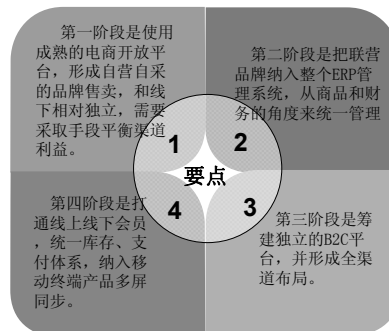 第一阶段是使用
成熟的电商开放平
台，形成自营自采
的品牌售卖，和线
下相对独立，需要
采取手段平衡渠道
利益。
第二阶段是把联营
品牌纳入整个ERP管
理系统，从商品和财
务的角度来统一管理
1
2
要点
4
3
第四阶段是打
通线上线下会员
，统一库存、支
付体系，纳入移
动终端产品多屏
同步。
第三阶段是筹
建独立的B2C平
台，并形成全渠
道布局。